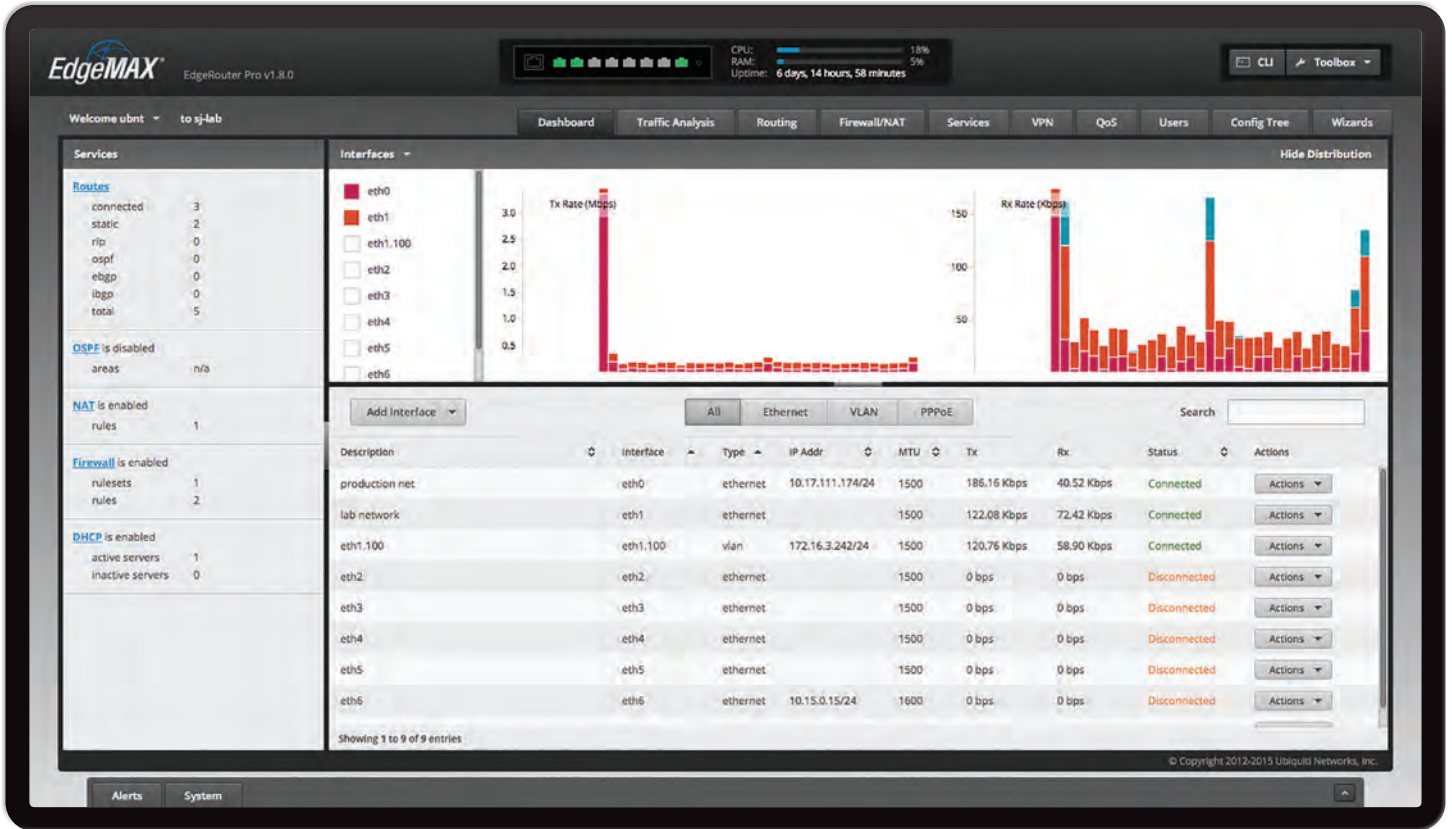 EdgeMAX®
EdgeRouter Pro v1.8.0
CPU: 18%
RAM: 5%
Uptime: 6 days, 14 hours, 58 minutes
CLI
Toolbox
Welcome ubnt to sj-lab
Dashboard Traffic Analysis Routing Firewall/NAT Services VPN QoS Users Config Tree Wizards
Services
Routes
connected 3
static 2
rip 0
ospf 0
ebgp 0
ibgp 0
total 5
OSPF is disabled
areas n/a
NAT is enabled
rules 1
Firewall is enabled
rulesets 1
rules 2
DHCP is enabled
active servers 1
inactive servers 0
Interfaces
Hide Distribution
eth0
eth1
eth1.100
eth2
eth3
eth4
eth5
eth6
Tx Rate (Mbps)
3.0
2.5
2.0
1.5
1.0
0.5
Rx Rate (Kbps)
150
100
50
Add Interface
All Ethernet VLAN PPPoE
Search
Description Interface Type IP Addr MTU Tx Rx Status Actions
production net eth0 ethernet 10.17.111.174/24 1500 186.16 Kbps 40.52 Kbps Connected Actions
lab network eth1 ethernet 1500 122.08 Kbps 72.42 Kbps Connected Actions
eth1.100 eth1.100 vlan 172.16.3.242/24 1500 120.76 Kbps 58.90 Kbps Connected Actions
eth2 eth2 ethernet 1500 0 bps 0 bps Disconnected Actions
eth3 eth3 ethernet 1500 0 bps 0 bps Disconnected Actions
eth4 eth4 ethernet 1500 0 bps 0 bps Disconnected Actions
eth5 eth5 ethernet 1500 0 bps 0 bps Disconnected Actions
eth6 eth6 ethernet 10.15.0.15/24 1600 0 bps 0 bps Disconnected Actions
Showing 1 to 9 of 9 entries
© Copyright 2012-2015 Ubiquiti Networks, Inc.
Alerts System